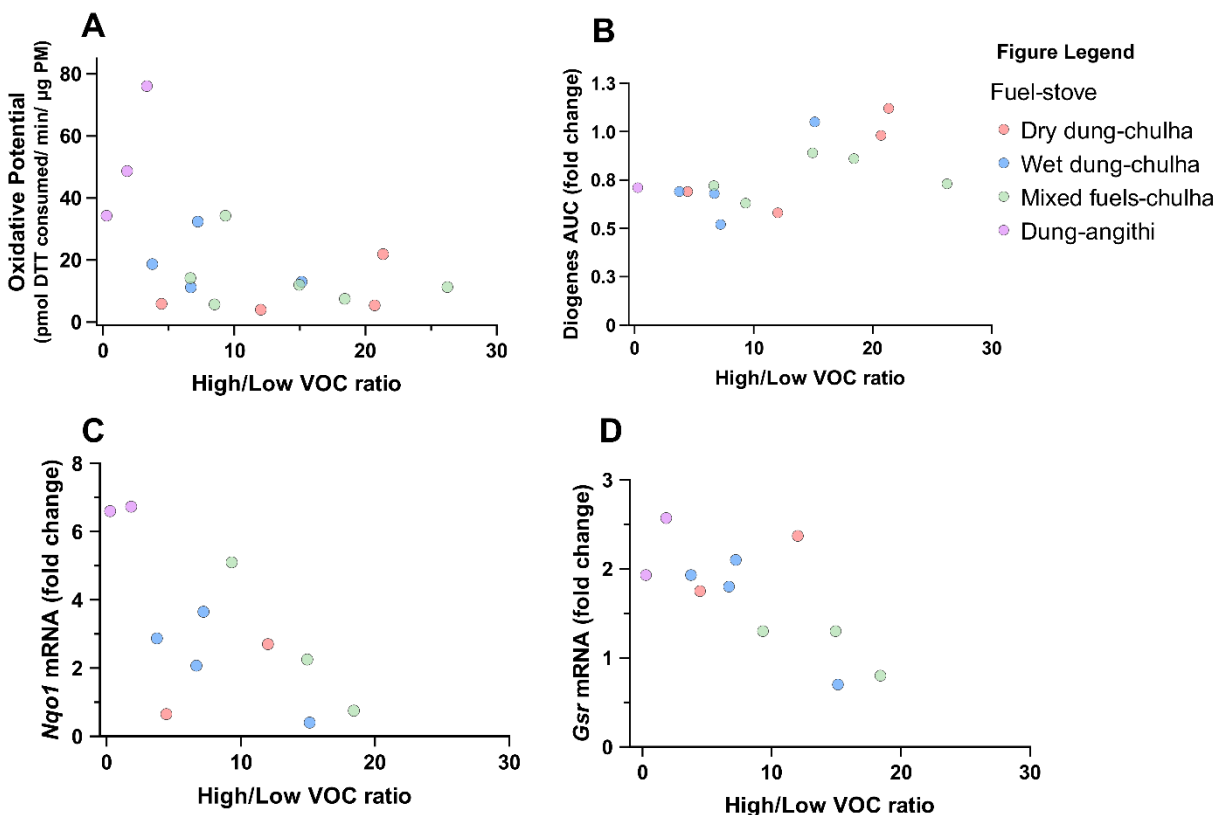 A
Oxidative Potential
(pmol DTT consumed/ min/ µg PM)
80
60
40
20
0
0 10 20 30
High/Low VOC ratio
B
Diogenes AUC (fold change)
1.3
1.0
0.8
0.5
0.3
0
0 10 20 30
High/Low VOC ratio
Figure Legend
Fuel-stove
Dry dung-chulha
Wet dung-chulha
Mixed fuels-chulha
Dung-angithi
C
Nqo1 mRNA (fold change)
8
6
4
2
0
0 10 20 30
High/Low VOC ratio
D
Gsr mRNA (fold change)
3
2
1
0
0 10 20 30
High/Low VOC ratio